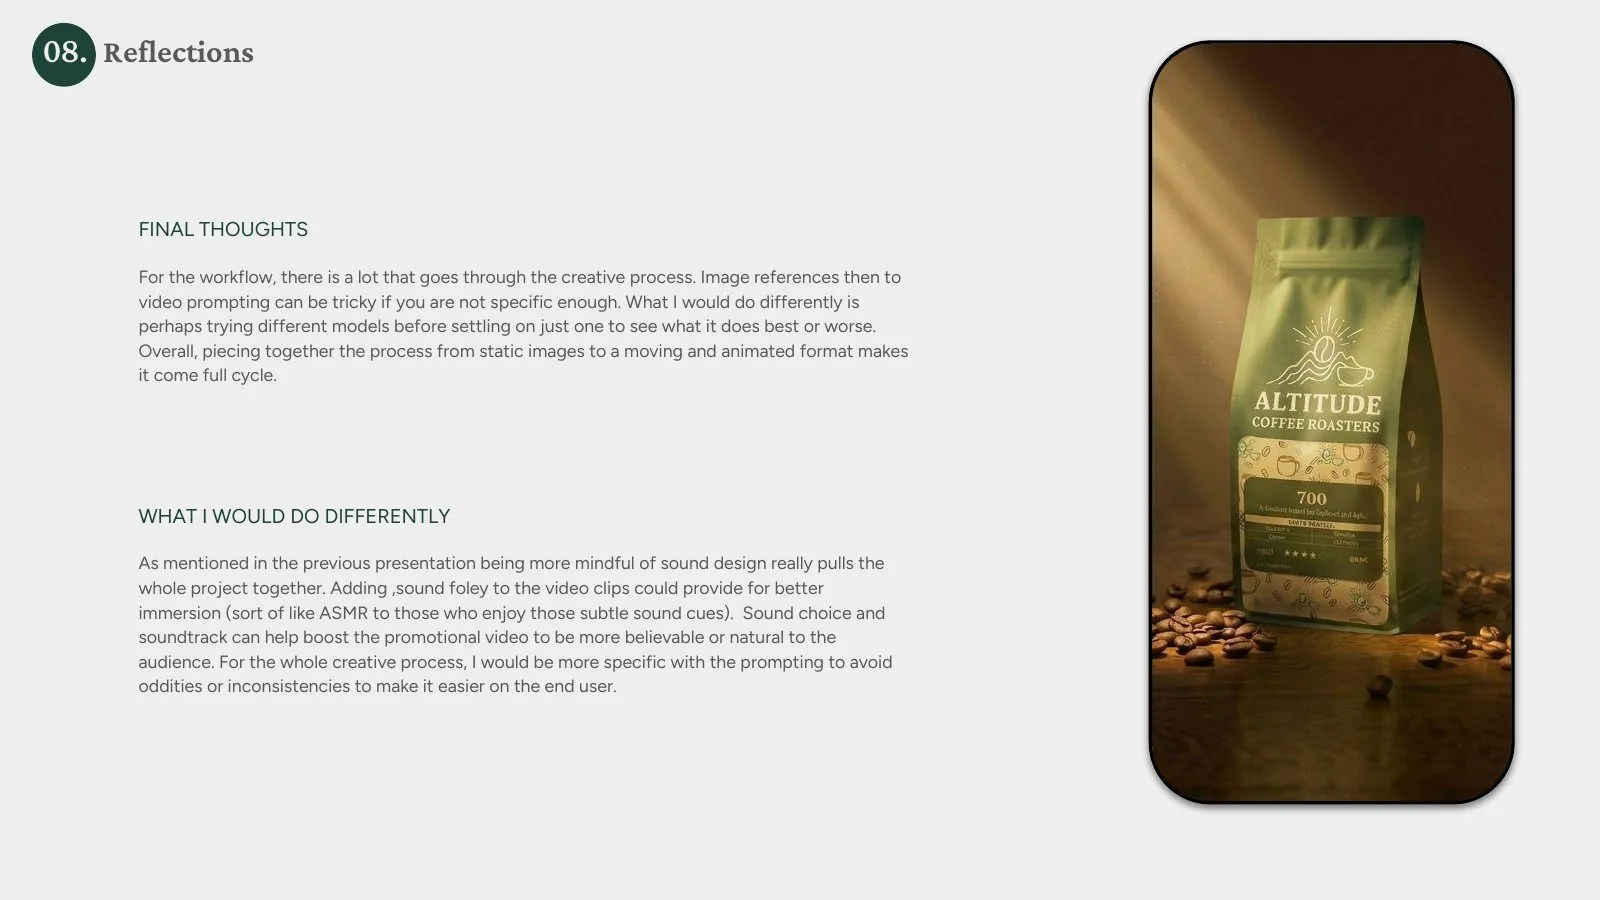 08. Reflections
FINAL THOUGHTS
For the workflow, there is a lot that goes through the creative process. Image references then to
video prompting can be tricky if you are not specific enough. What I would do differently is
perhaps trying different models before settling on just one to see what it does best or worse.
Overall, piecing together the process from static images to a moving and animated format makes
it come full cycle.
WHAT I WOULD DO DIFFERENTLY
As mentioned in the previous presentation being more mindful of sound design really pulls the
whole project together. Adding ,sound foley to the video clips could provide for better
immersion (sort of like ASMR to those who enjoy those subtle sound cues).  Sound choice and
soundtrack can help boost the promotional video to be more believable or natural to the
audience. For the whole creative process, I would be more specific with the prompting to avoid
oddities or inconsistencies to make it easier on the end user.
ALTITUDE
COFFEE ROASTERS
700